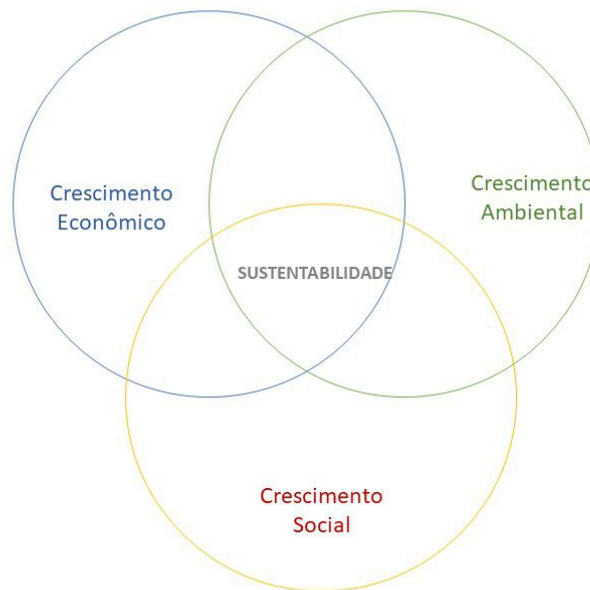 Crescimento
Econômico
Crescimento
Ambiental
SUSTENTABILIDADE
Crescimento
Social